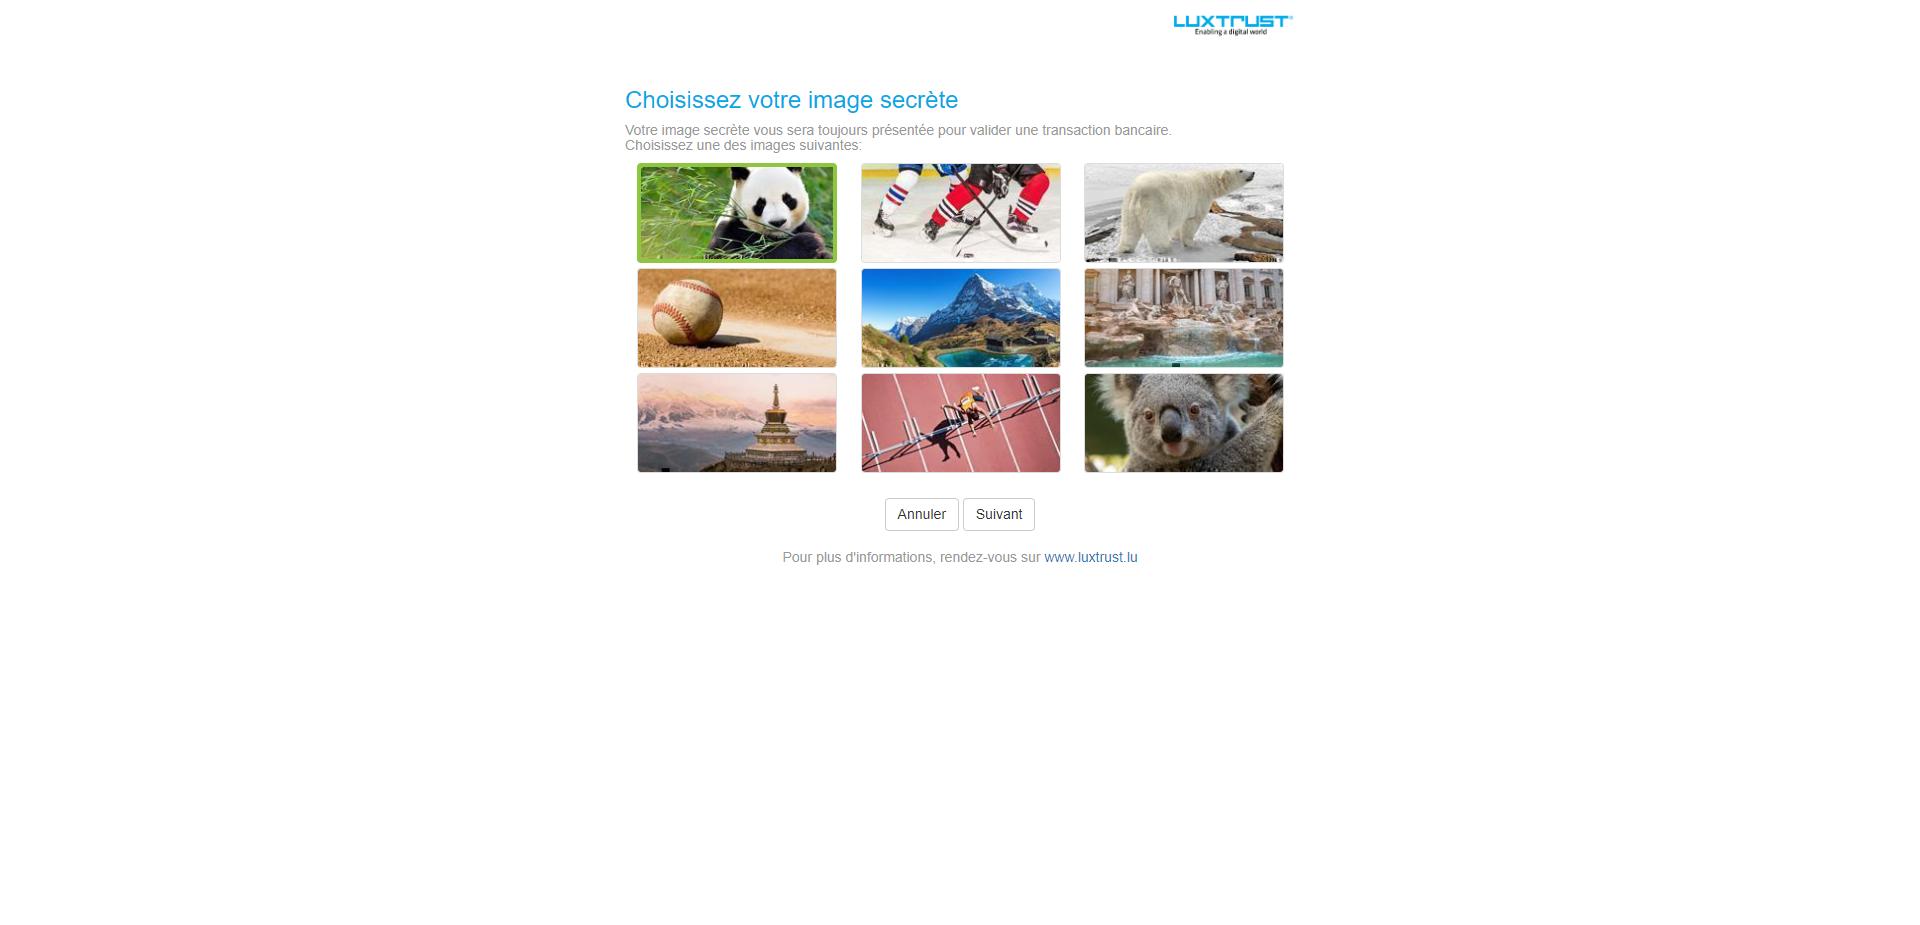 LUXTRUST
Enabling a digital world
Choisissez votre image secrète
Votre image secrète vous sera toujours présentée pour valider une transaction bancaire.
Choisissez une des images suivantes:
Annuler
Suivant
Pour plus d'informations, rendez-vous sur www.luxtrust.lu